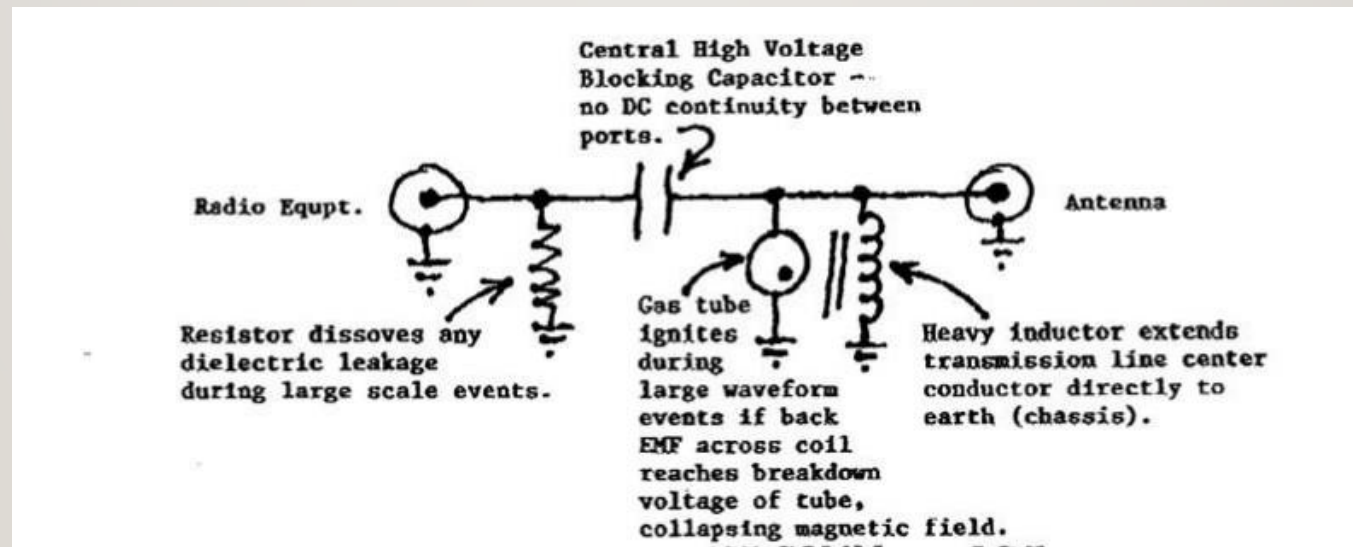 Central High Voltage
Blocking Capacitor -
no DC continuity between
ports.
Radio Equpt.
Antenna
Resistor dissoves any
dielectric leakage
during large scale events.
Gas tube
ignites
during
large waveform
events if back
EMF across coil
reaches breakdown
voltage of tube,
collapsing magnetic field.
Heavy inductor extends
transmission line center
conductor directly to
earth (chassis).